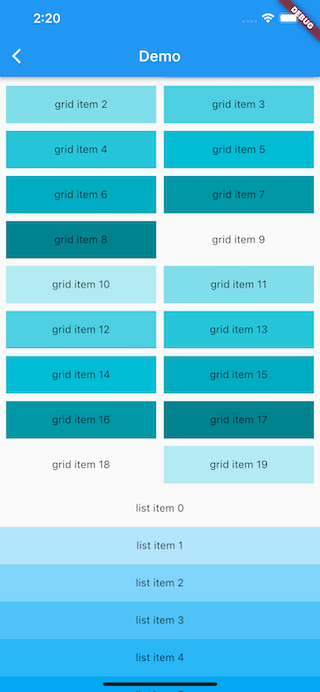 2:20
DEBUG
Demo
grid item 2
grid item 3
grid item 4
grid item 5
grid item 6
grid item 7
grid item 8
grid item 9
grid item 10
grid item 11
grid item 12
grid item 13
grid item 14
grid item 15
grid item 16
grid item 17
grid item 18
grid item 19
list item 0
list item 1
list item 2
list item 3
list item 4